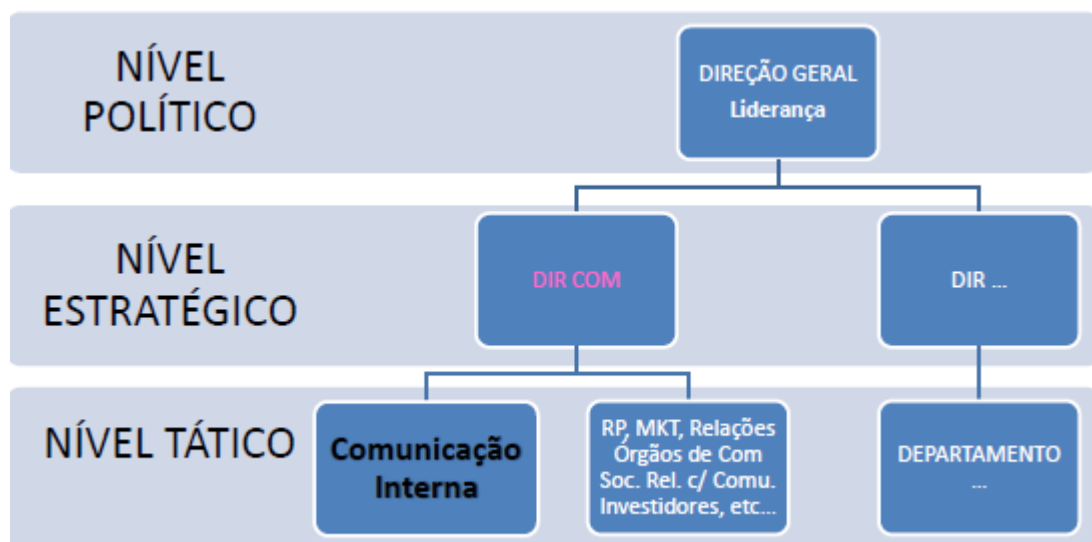 NÍVEL
POLÍTICO
DIREÇÃO GERAL
Liderança
NÍVEL
ESTRATÉGICO
DIR COM
DIR ...
NÍVEL TÁTICO
Comunicação
Interna
RP, MKT, Relações
Órgãos de Com
Soc. Rel. c/ Comu.
Investidores, etc...
DEPARTAMENTO
...